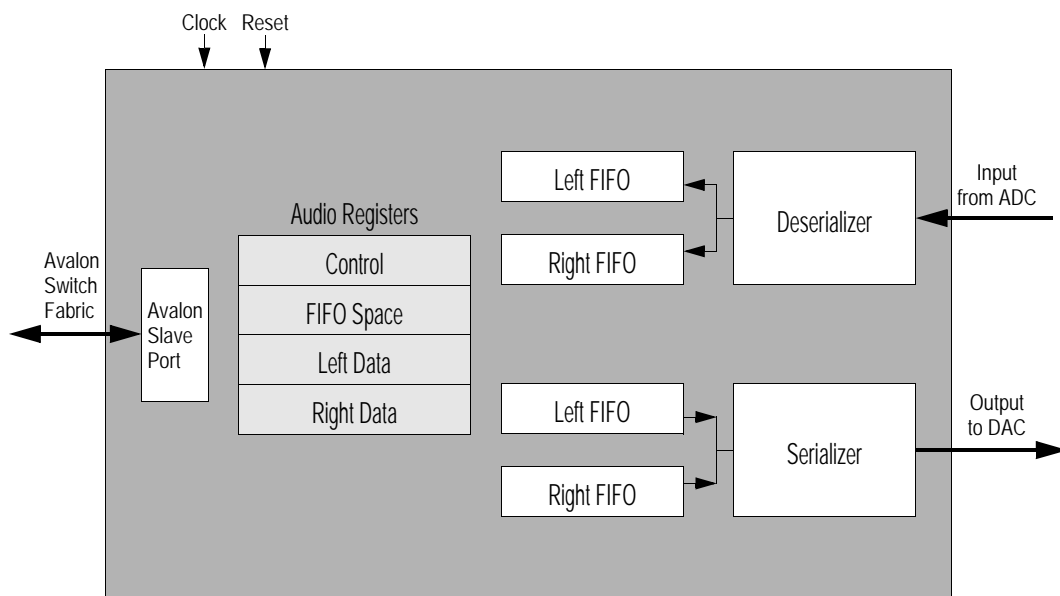 Clock Reset
Left FIFO
Right FIFO
Deserializer
Input
from ADC
Audio Registers
Control
FIFO Space
Left Data
Right Data
Avalon
Switch
Fabric
Avalon
Slave
Port
Left FIFO
Right FIFO
Serializer
Output
to DAC